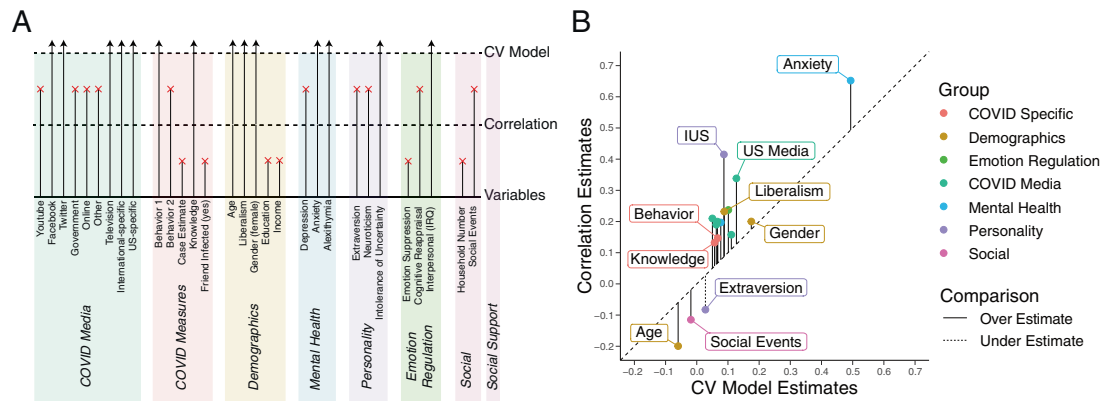 A
CV Model
Correlation
Variables
Youtube
Facebook
Twitter
Government
Online
Other
Television
International-specific
US-specific
Behavior 1
Behavior 2
Case Estimate
Knowledge
Friend Infected (yes)
Age
Liberalism
Gender (female)
Education
Income
Depression
Anxiety
Alexithymia
Extraversion
Neuroticism
Intolerance of Uncertainty
Emotion Suppression
Cognitive Reappraisal
Interpersonal (IRQ)
Household Number
Social Events
COVID Media
COVID Measures
Demographics
Mental Health
Personality
Emotion
Regulation
Social
Social Support
B
Correlation Estimates
0.7
0.6
0.5
0.4
0.3
0.2
0.1
0.0
−0.1
−0.2
Anxiety
IUS
US Media
Liberalism
Behavior
Gender
Knowledge
Extraversion
Age
Social Events
−0.2 −0.1 0.0 0.1 0.2 0.3 0.4 0.5 0.6 0.7
CV Model Estimates
Group
COVID Specific
Demographics
Emotion Regulation
COVID Media
Mental Health
Personality
Social
Comparison
Over Estimate
Under Estimate